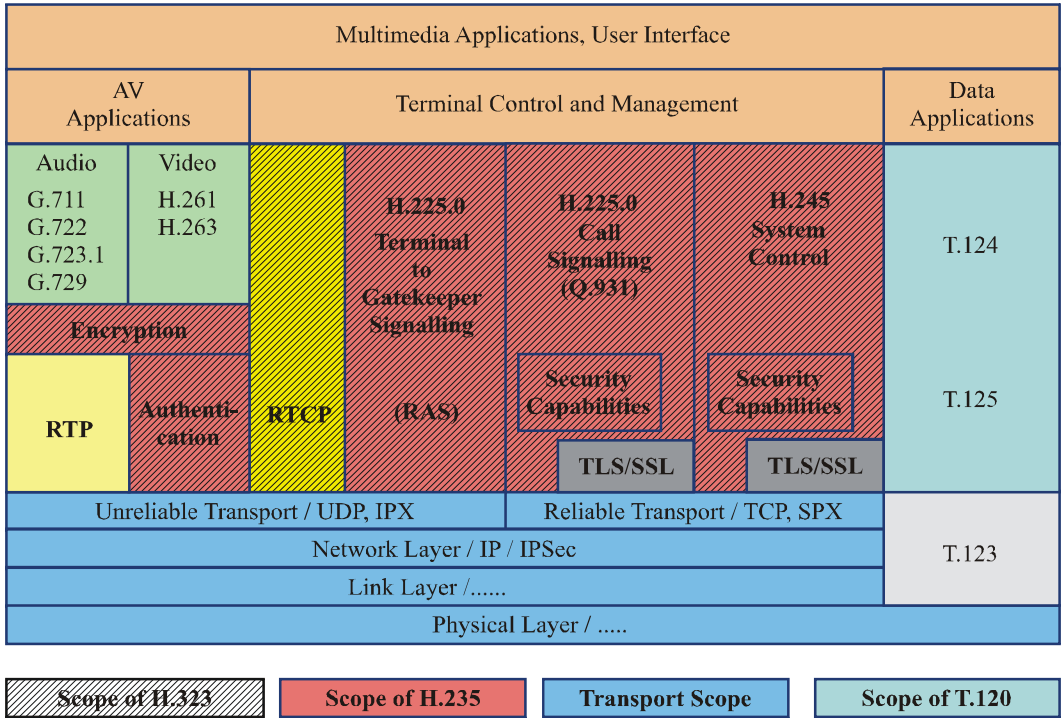 Multimedia Applications, User Interface
AV
Applications
Terminal Control and Management
Data
Applications
Audio
G.711
G.722
G.723.1
G.729
Video
H.261
H.263
Encryption
RTP
Authenti-
cation
RTCP
H.225.0
Terminal
to
Gatekeeper
Signalling
(RAS)
H.225.0
Call
Signalling
(Q.931)
Security
Capabilities
TLS/SSL
H.245
System
Control
Security
Capabilities
TLS/SSL
T.124
T.125
Unreliable Transport / UDP, IPX
Reliable Transport / TCP, SPX
T.123
Network Layer / IP / IPSec
Link Layer /......
Physical Layer / .....
Scope of H.323
Scope of H.235
Transport Scope
Scope of T.120